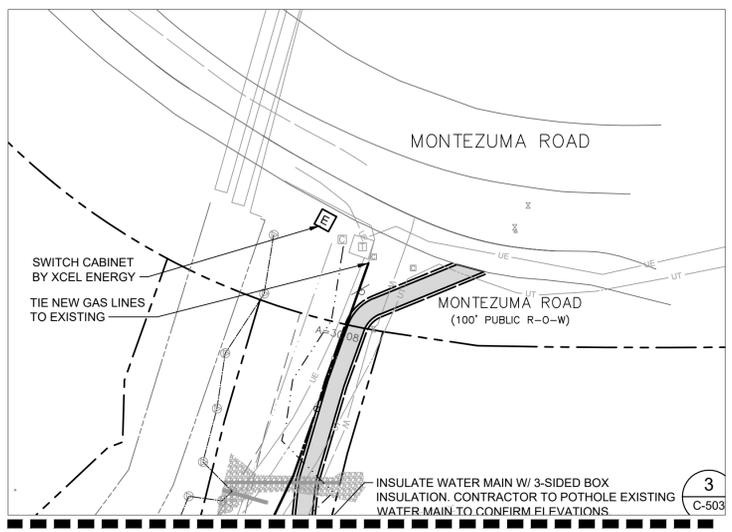 MONTEZUMA ROAD
E
C
T
SWITCH CABINET
BY XCEL ENERGY
UE
UE
UT
UT
TIE NEW GAS LINES
TO EXISTING
MONTEZUMA ROAD
(100' PUBLIC R-O-W)
UE
W
INSULATE WATER MAIN W/ 3-SIDED BOX
INSULATION. CONTRACTOR TO POTHOLE EXISTING
WATER MAIN TO CONFIRM ELEVATIONS
3
C-503